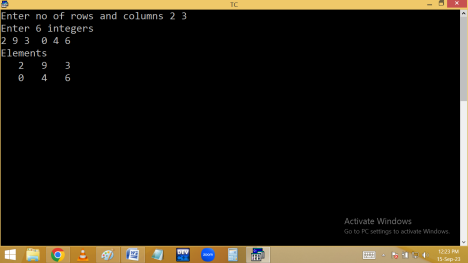 TC
Enter no of rows and columns 2 3
Enter 6 integers
2 9 3  0 4 6
Elements
   2   9   3
   0   4   6
Activate Windows
Go to PC settings to activate Windows.
12:23 PM
15-Sep-23